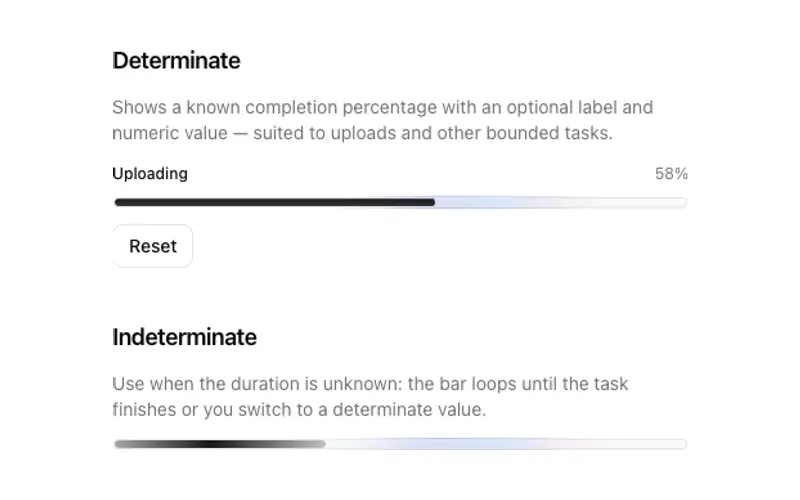 Determinate
Shows a known completion percentage with an optional label and
numeric value — suited to uploads and other bounded tasks.
Uploading 58%
Reset
Indeterminate
Use when the duration is unknown: the bar loops until the task
finishes or you switch to a determinate value.